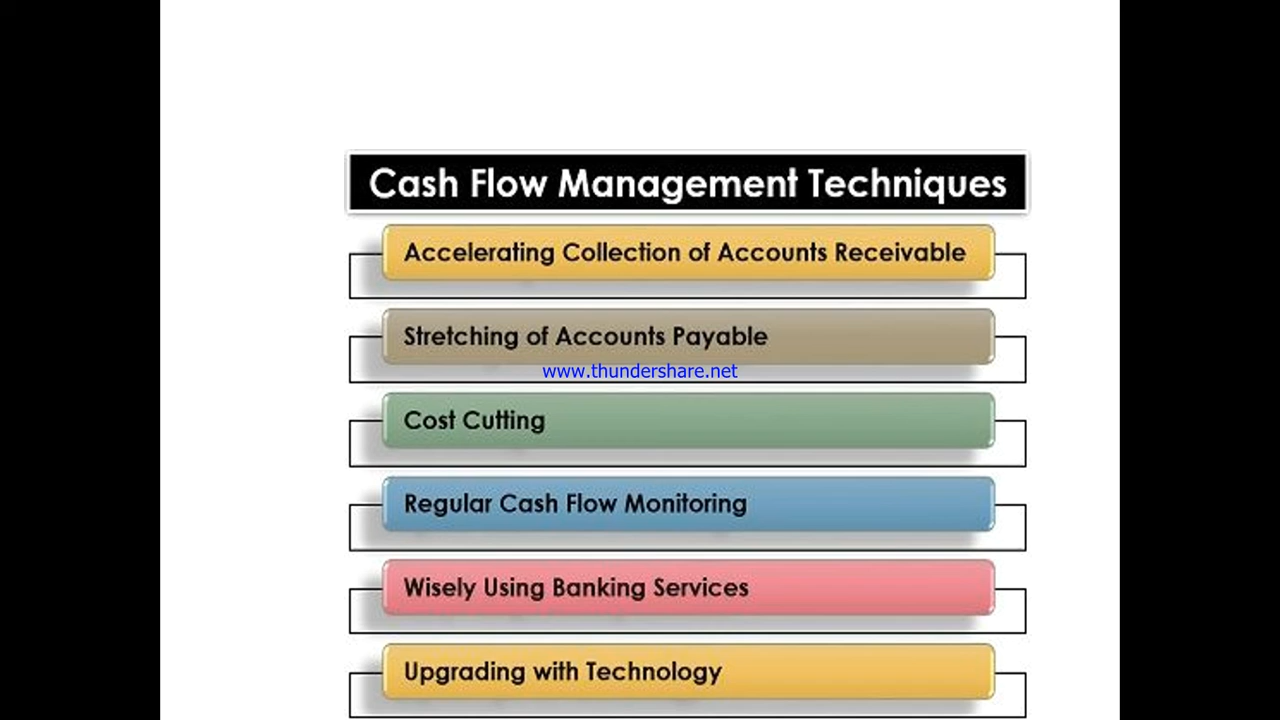 Cash Flow Management Techniques
Accelerating Collection of Accounts Receivable
Stretching of Accounts Payable
www.thundershare.net
Cost Cutting
Regular Cash Flow Monitoring
Wisely Using Banking Services
Upgrading with Technology